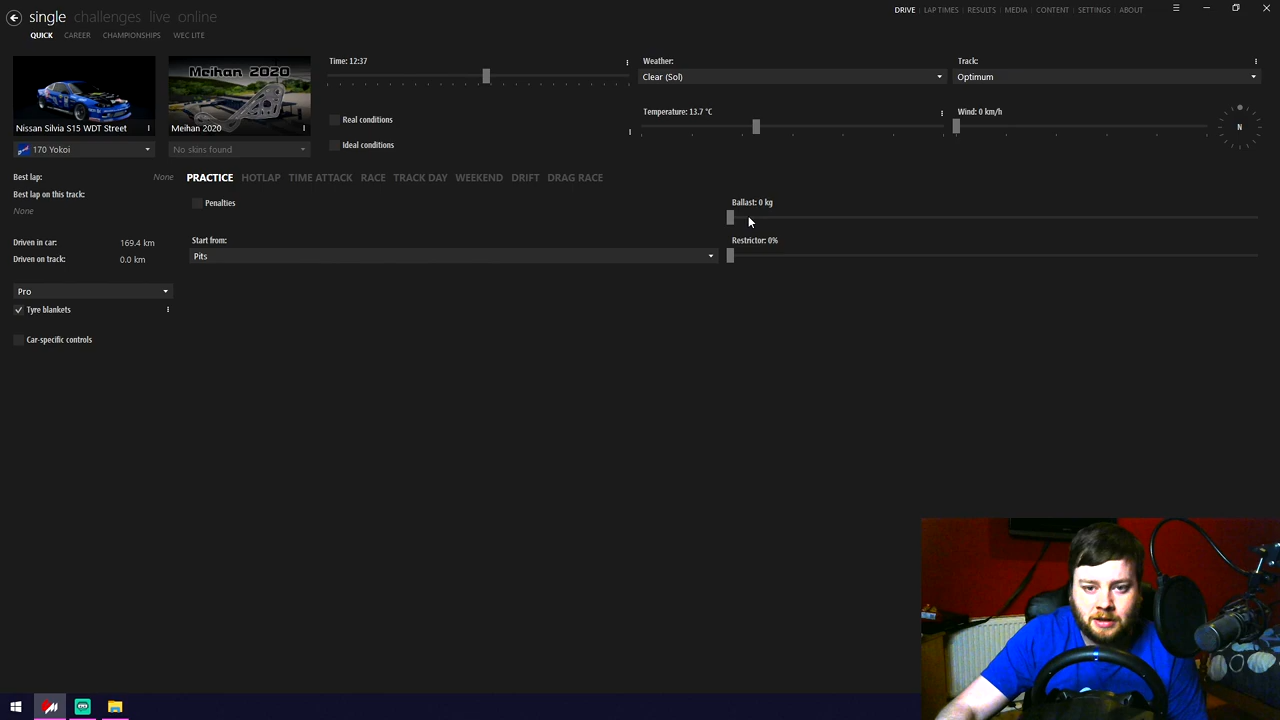 single challenges live online
DRIVE | LAP TIMES | RESULTS | MEDIA | CONTENT | SETTINGS | ABOUT
QUICK CAREER CHAMPIONSHIPS WEC LITE
Meihan 2020
Nissan Silvia S15 WDT Street
Meihan 2020
170 Yokoi
No skins found
Time: 12:37
Real conditions
Ideal conditions
Weather:
Clear (Sol)
Track:
Optimum
Temperature: 13.7 °C
Wind: 0 km/h
N
Best lap: None
Best lap on this track:
None
Driven in car: 169.4 km
Driven on track: 0.0 km
Pro
Tyre blankets
Car-specific controls
PRACTICE HOTLAP TIME ATTACK RACE TRACK DAY WEEKEND DRIFT DRAG RACE
Penalties
Start from:
Pits
Ballast: 0 kg
Restrictor: 0%